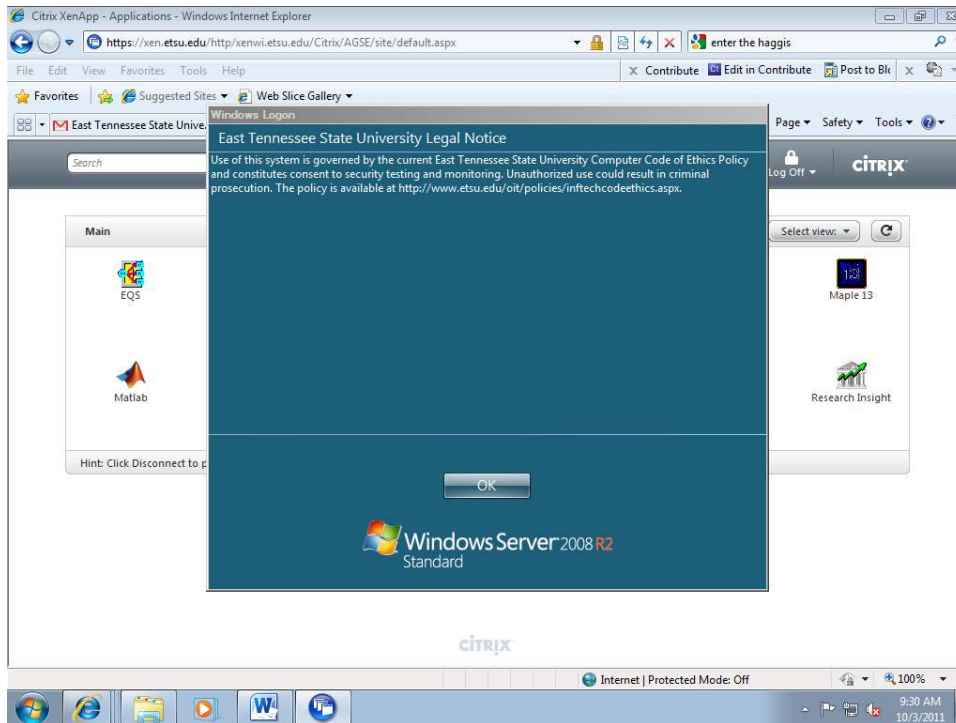 Citrix XenApp - Applications - Windows Internet Explorer
https://xen.etsu.edu/http/xenwi.etsu.edu/Citrix/AGSE/site/default.aspx
enter the haggis
File Edit View Favorites Tools Help
x Contribute Edit in Contribute Post to Blc x
Favorites Suggested Sites Web Slice Gallery
East Tennessee State Unive.
Page Safety Tools
Windows Logon
East Tennessee State University Legal Notice
Use of this system is governed by the current East Tennessee State University Computer Code of Ethics Policy
and constitutes consent to security testing and monitoring. Unauthorized use could result in criminal
prosecution. The policy is available at http://www.etsu.edu/oit/policies/inftechcodeethics.aspx.
Search
Log Off
CITRIX
Main
Select view:
EQS
Maple 13
Matlab
Research Insight
Hint: Click Disconnect to p
OK
Windows Server 2008 R2
Standard
CITRIX
Internet | Protected Mode: Off
100%
9:30 AM
10/3/2011